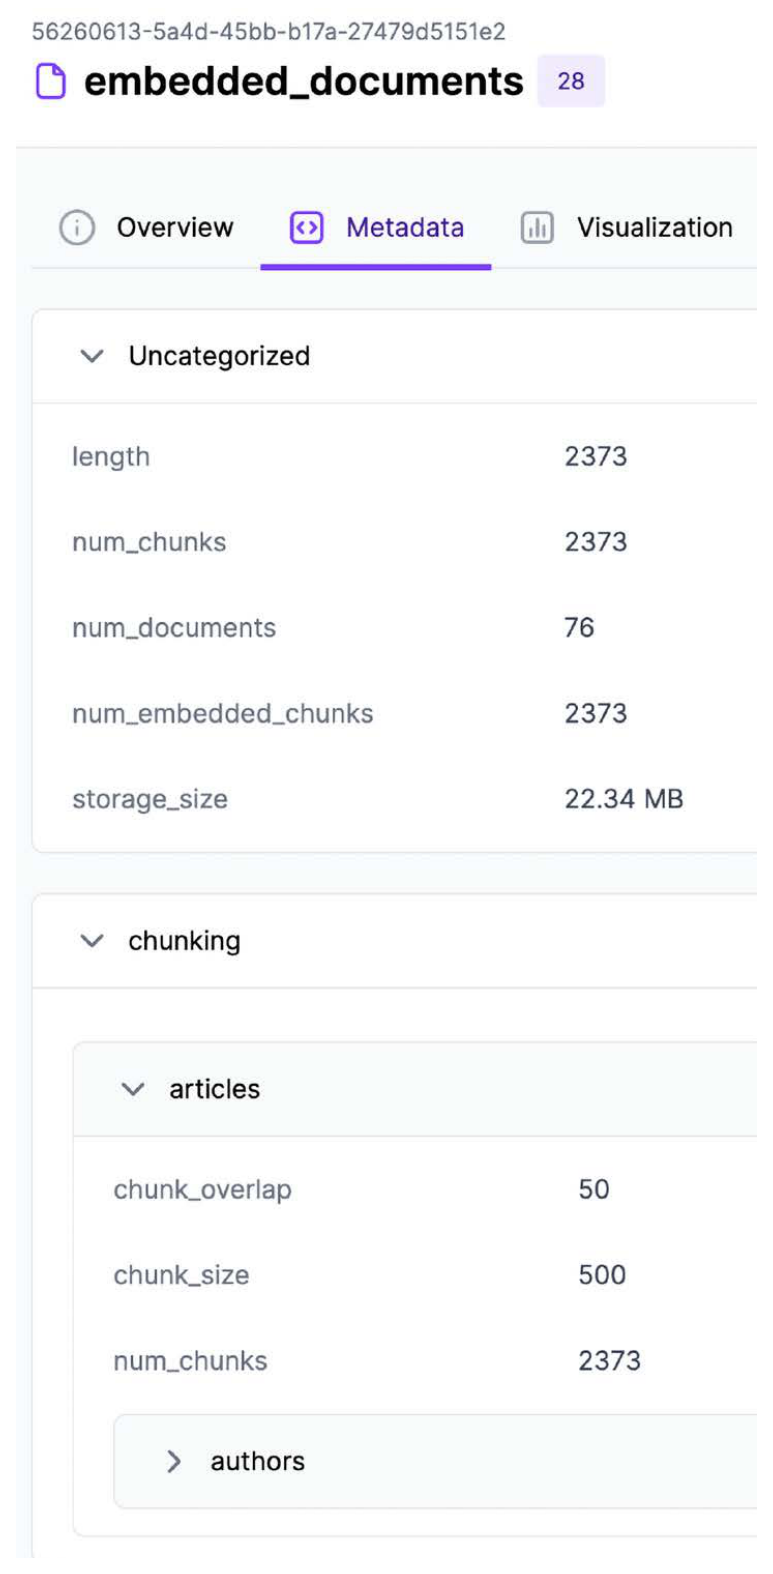 56260613-5a4d-45bb-b17a-27479d5151e2
embedded_documents 28
Overview Metadata Visualization
Uncategorized
length 2373
num_chunks 2373
num_documents 76
num_embedded_chunks 2373
storage_size 22.34 MB
chunking
articles
chunk_overlap 50
chunk_size 500
num_chunks 2373
authors